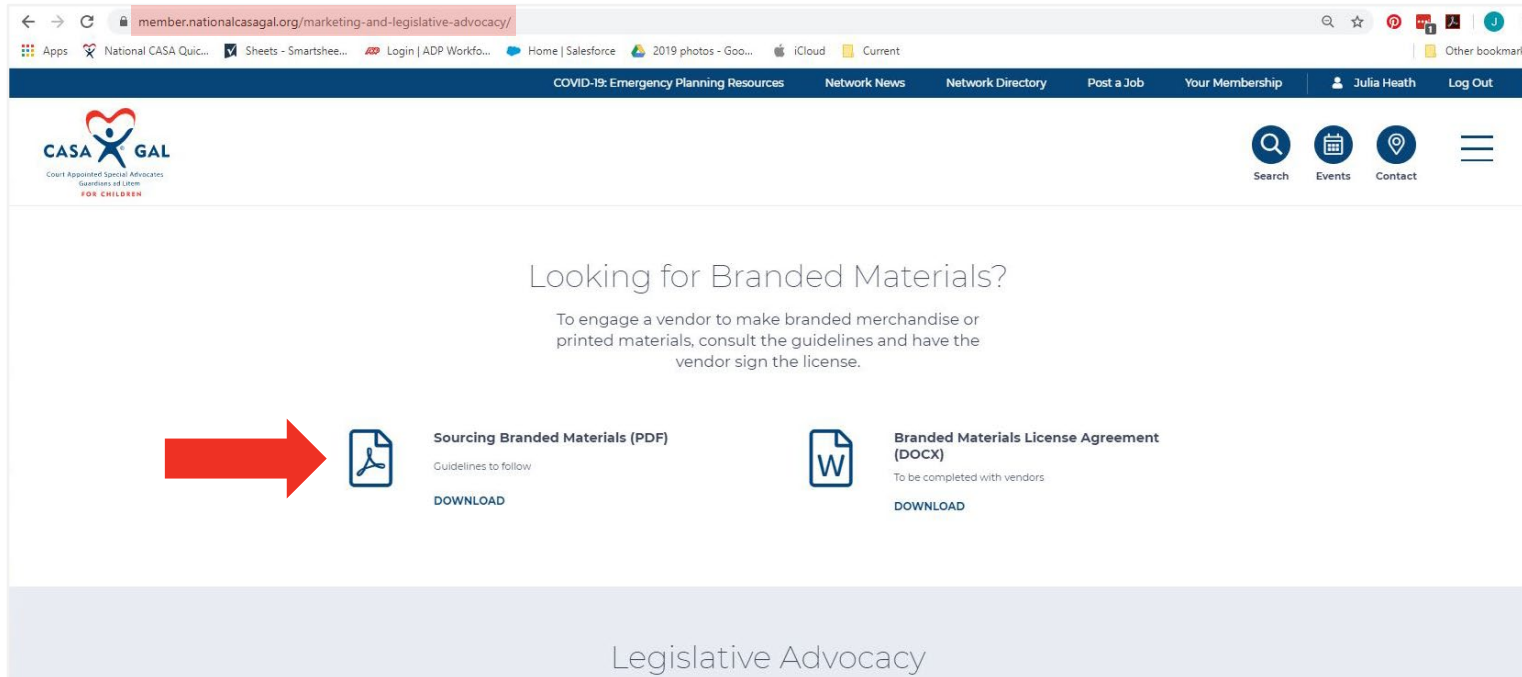 member.nationalcasagal.org/marketing-and-legislative-advocacy/
1
J
Apps National CASA Quic... Sheets - Smartshee... Login | ADP Workfo... Home | Salesforce 2019 photos - Goo... iCloud Current Other bookmark
COVID-19: Emergency Planning Resources Network News Network Directory Post a Job Your Membership Julia Heath Log Out
CASA GAL
Court Appointed Special Advocates
Guardians ad Litem
FOR CHILDREN
Search Events Contact
Looking for Branded Materials?
To engage a vendor to make branded merchandise or
printed materials, consult the guidelines and have the
vendor sign the license.
Sourcing Branded Materials (PDF)
Guidelines to follow
DOWNLOAD
W
Branded Materials License Agreement
(DOCX)
To be completed with vendors
DOWNLOAD
Legislative Advocacy